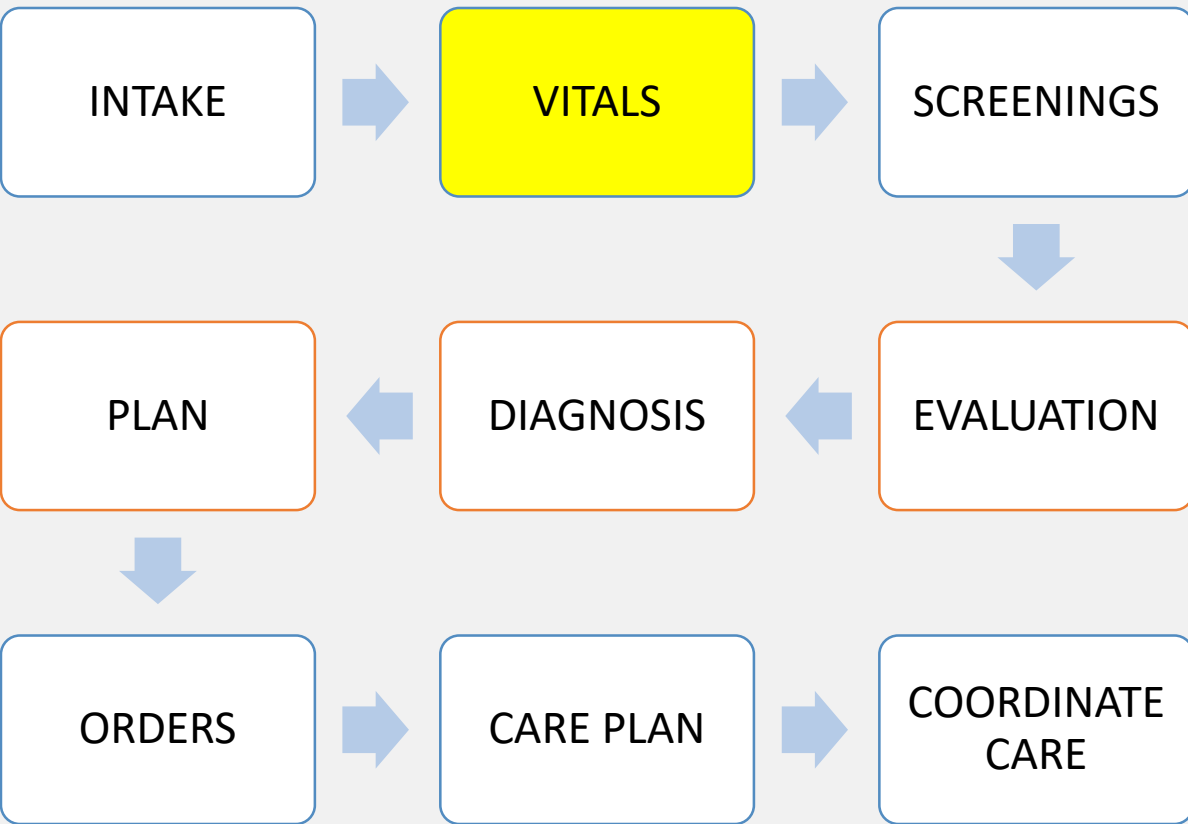 INTAKE
VITALS
SCREENINGS
PLAN
DIAGNOSIS
EVALUATION
ORDERS
CARE PLAN
COORDINATE
CARE